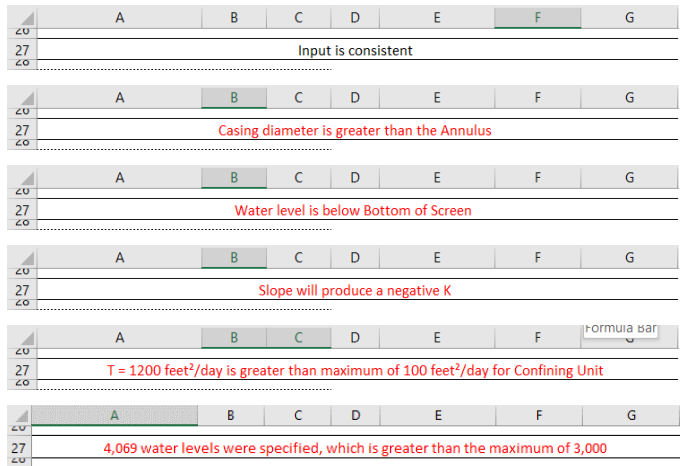 A B C D E F G
27 Input is consistent
A B C D E F G
27 Casing diameter is greater than the Annulus
A B C D E F G
27 Water level is below Bottom of Screen
A B C D E F G
27 Slope will produce a negative K
Formula Bar
A B C D E F
27 T = 1200 feet²/day is greater than maximum of 100 feet²/day for Confining Unit
A B C D E F G
27 4,069 water levels were specified, which is greater than the maximum of 3,000